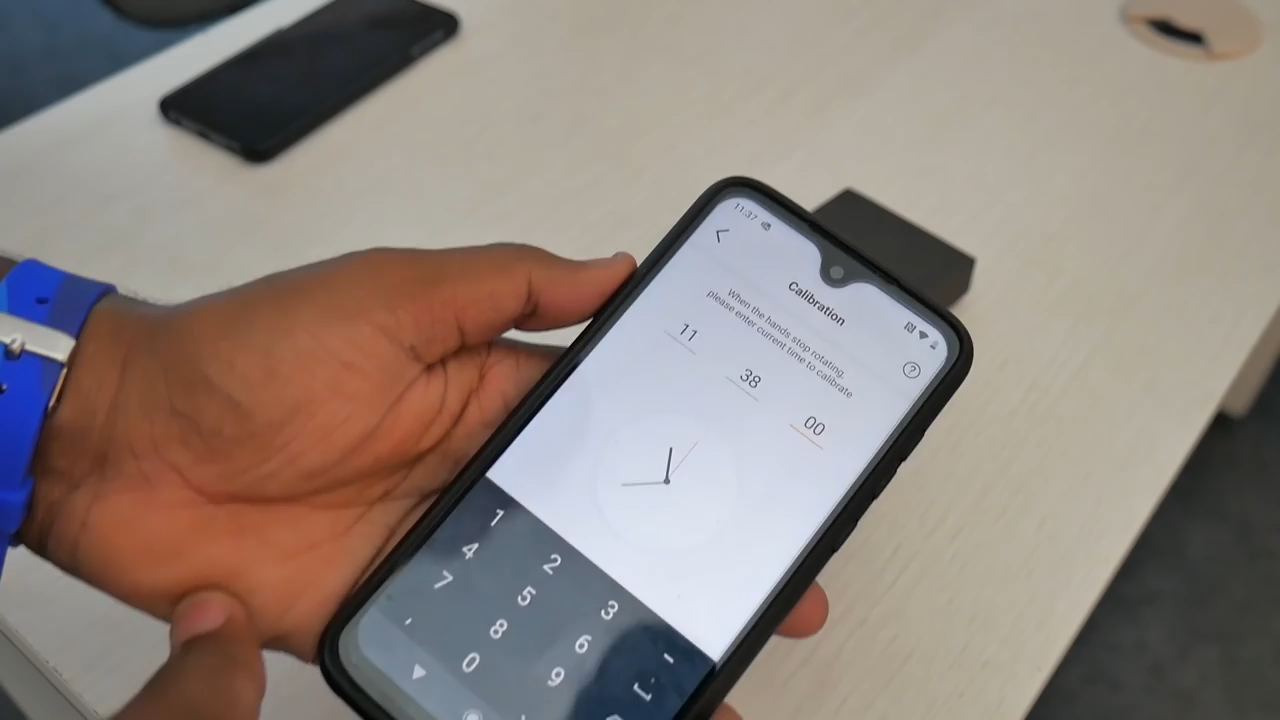 11:37
Calibration
When the hands stop rotating,
please enter current time to calibrate
?
11 38 00
1 2 3 -
4 5 6
7 8 9
0